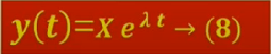 y(t)=X e^{λt} → (8)